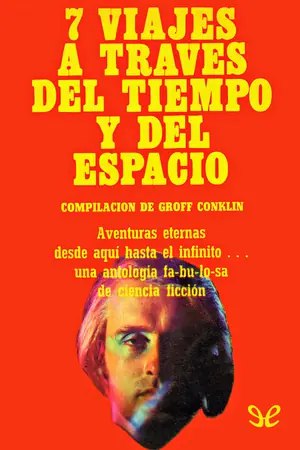 7 VIAJES
A TRAVES
DEL TIEMPO
Y DEL
ESPACIO
COMPILACION DE GROFF CONKLIN
Aventuras eternas
desde aquí hasta el infinito . . .
una antología fa-bu-lo-sa
de ciencia ficción